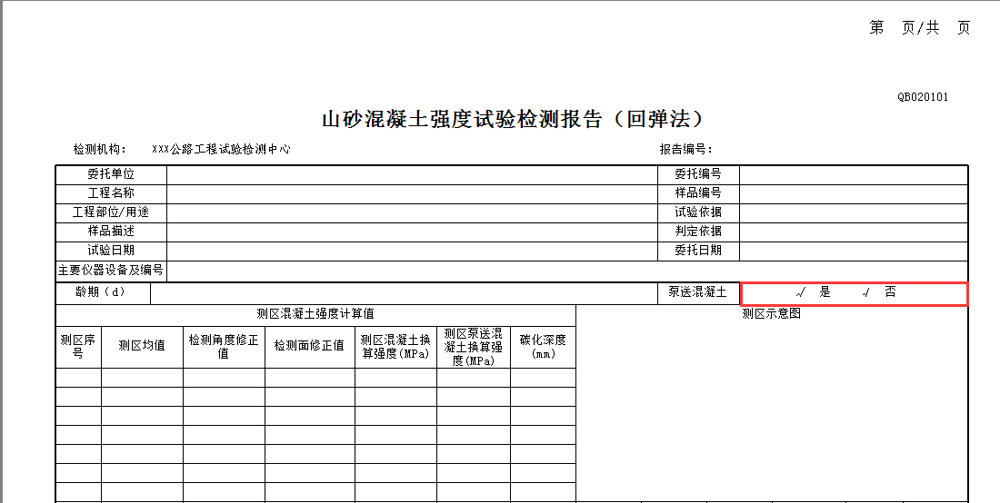 第 页/共 页
QB020101
山砂混凝土强度试验检测报告（回弹法）
检测机构： XXX公路工程试验检测中心 报告编号：
委托单位 委托编号
工程名称 样品编号
工程部位/用途 试验依据
样品描述 判定依据
试验日期 委托日期
主要仪器设备及编号
龄期（d） 泵送混凝土 √ 是 √ 否
测区混凝土强度计算值 测区示意图
测区序
号
测区均值
检测角度修正
值
检测面修正值
测区混凝土换
算强度(MPa)
测区泵送混
凝土换算强
度(MPa)
碳化深度
(mm)